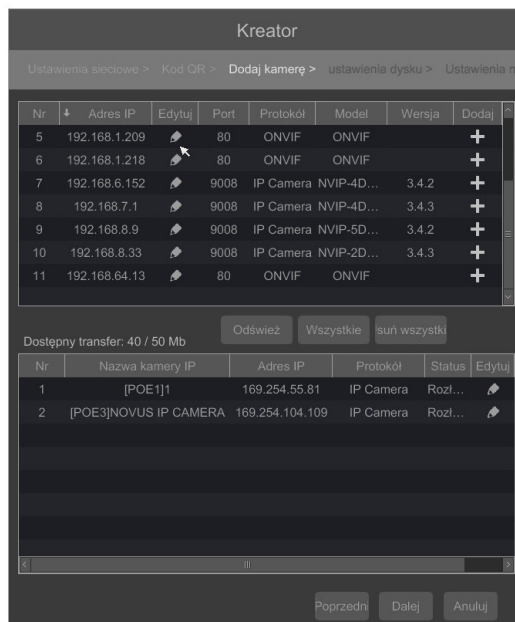 Kreator
Ustawienia sieciowe > Kod QR > Dodaj kamerę > ustawienia dysku > Ustawienia n
Nr Adres IP Edytuj Port Protokół Model Wersja Dodaj
5 192.168.1.209 80 ONVIF ONVIF
6 192.168.1.218 80 ONVIF ONVIF
7 192.168.6.152 9008 IP Camera NVIP-4D... 3.4.2
8 192.168.7.1 9008 IP Camera NVIP-4D... 3.4.3
9 192.168.8.9 9008 IP Camera NVIP-5D... 3.4.2
10 192.168.8.33 9008 IP Camera NVIP-2D... 3.4.3
11 192.168.64.13 80 ONVIF ONVIF
Odśwież Wszystkie suń wszystki
Dostępny transfer: 40 / 50 Mb
Nr Nazwa kamery IP Adres IP Protokół Status Edytuj
1 [POE1]1 169.254.55.81 IP Camera Rozł...
2 [POE3]NOVUS IP CAMERA 169.254.104.109 IP Camera Rozł...
Poprzedni Dalej Anuluj